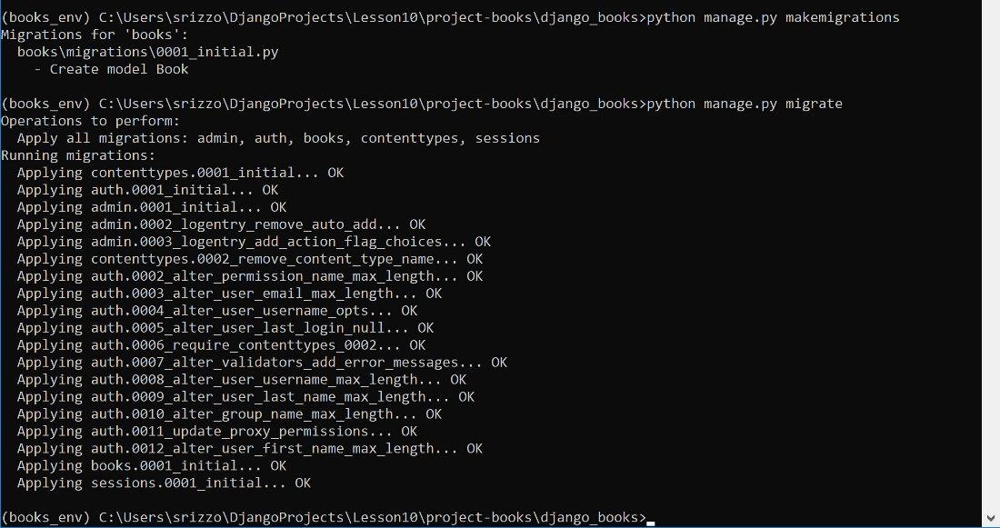 (books_env) C:\Users\srizzo\DjangoProjects\Lesson10\project-books\django_books>python manage.py makemigrations
Migrations for 'books':
  books\migrations\0001_initial.py
    - Create model Book
(books_env) C:\Users\srizzo\DjangoProjects\Lesson10\project-books\django_books>python manage.py migrate
Operations to perform:
  Apply all migrations: admin, auth, books, contenttypes, sessions
Running migrations:
  Applying contenttypes.0001_initial... OK
  Applying auth.0001_initial... OK
  Applying admin.0001_initial... OK
  Applying admin.0002_logentry_remove_auto_add... OK
  Applying admin.0003_logentry_add_action_flag_choices... OK
  Applying contenttypes.0002_remove_content_type_name... OK
  Applying auth.0002_alter_permission_name_max_length... OK
  Applying auth.0003_alter_user_email_max_length... OK
  Applying auth.0004_alter_user_username_opts... OK
  Applying auth.0005_alter_user_last_login_null... OK
  Applying auth.0006_require_contenttypes_0002... OK
  Applying auth.0007_alter_validators_add_error_messages... OK
  Applying auth.0008_alter_user_username_max_length... OK
  Applying auth.0009_alter_user_last_name_max_length... OK
  Applying auth.0010_alter_group_name_max_length... OK
  Applying auth.0011_update_proxy_permissions... OK
  Applying auth.0012_alter_user_first_name_max_length... OK
  Applying books.0001_initial... OK
  Applying sessions.0001_initial... OK
(books_env) C:\Users\srizzo\DjangoProjects\Lesson10\project-books\django_books>